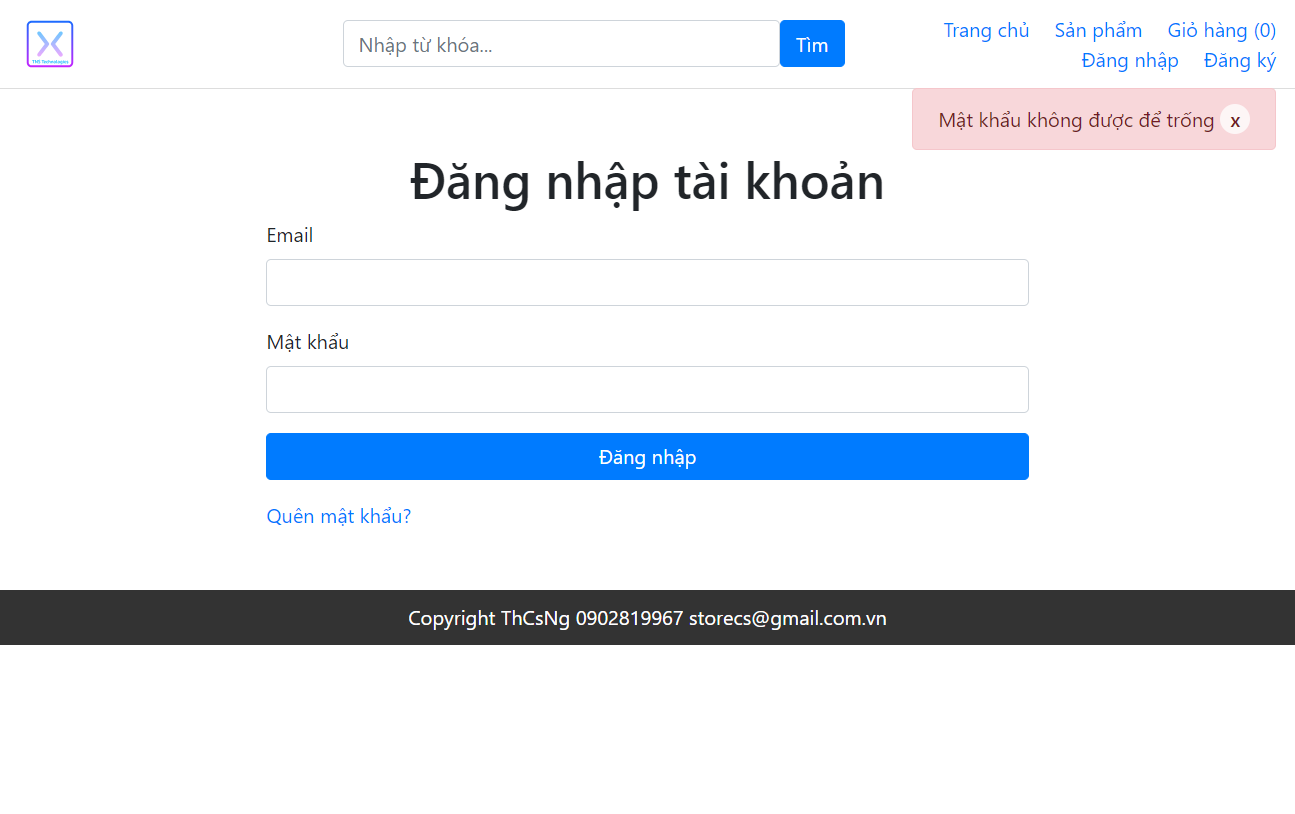 TNS Technologies
Nhập từ khóa...
Tìm
Trang chủ Sản phẩm Giỏ hàng (0)
Đăng nhập Đăng ký
Mật khẩu không được để trống x
Đăng nhập tài khoản
Email
Mật khẩu
Đăng nhập
Quên mật khẩu?
Copyright ThCsNg 0902819967 storecs@gmail.com.vn